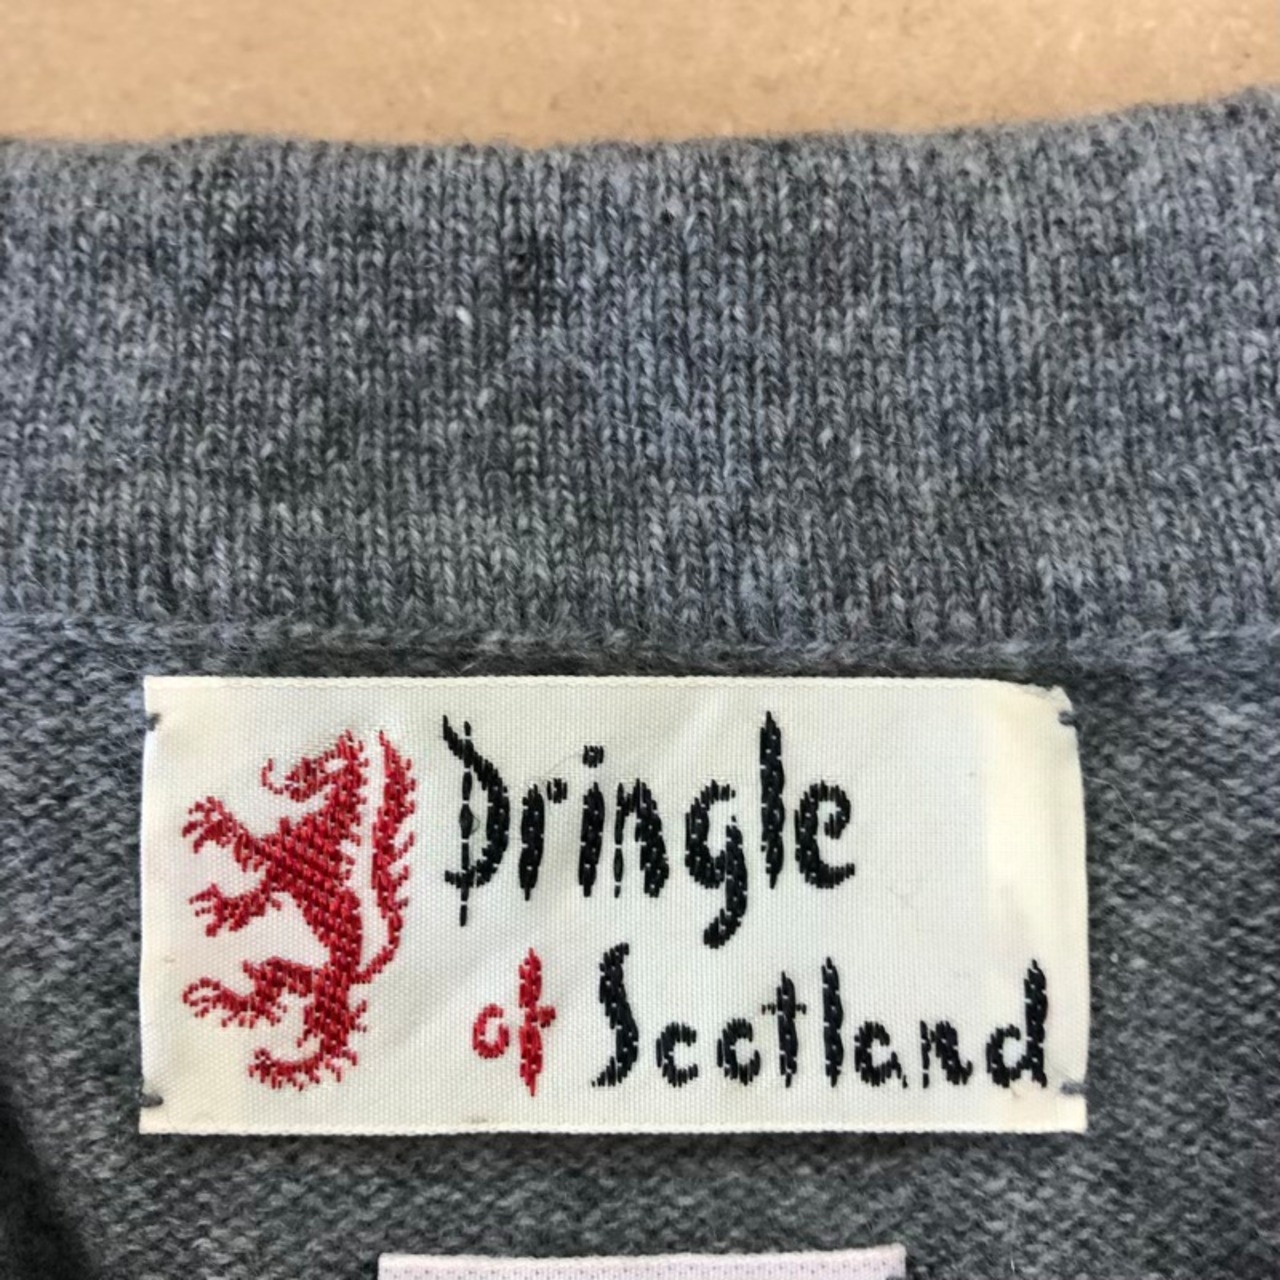 Pringle
of Scotland